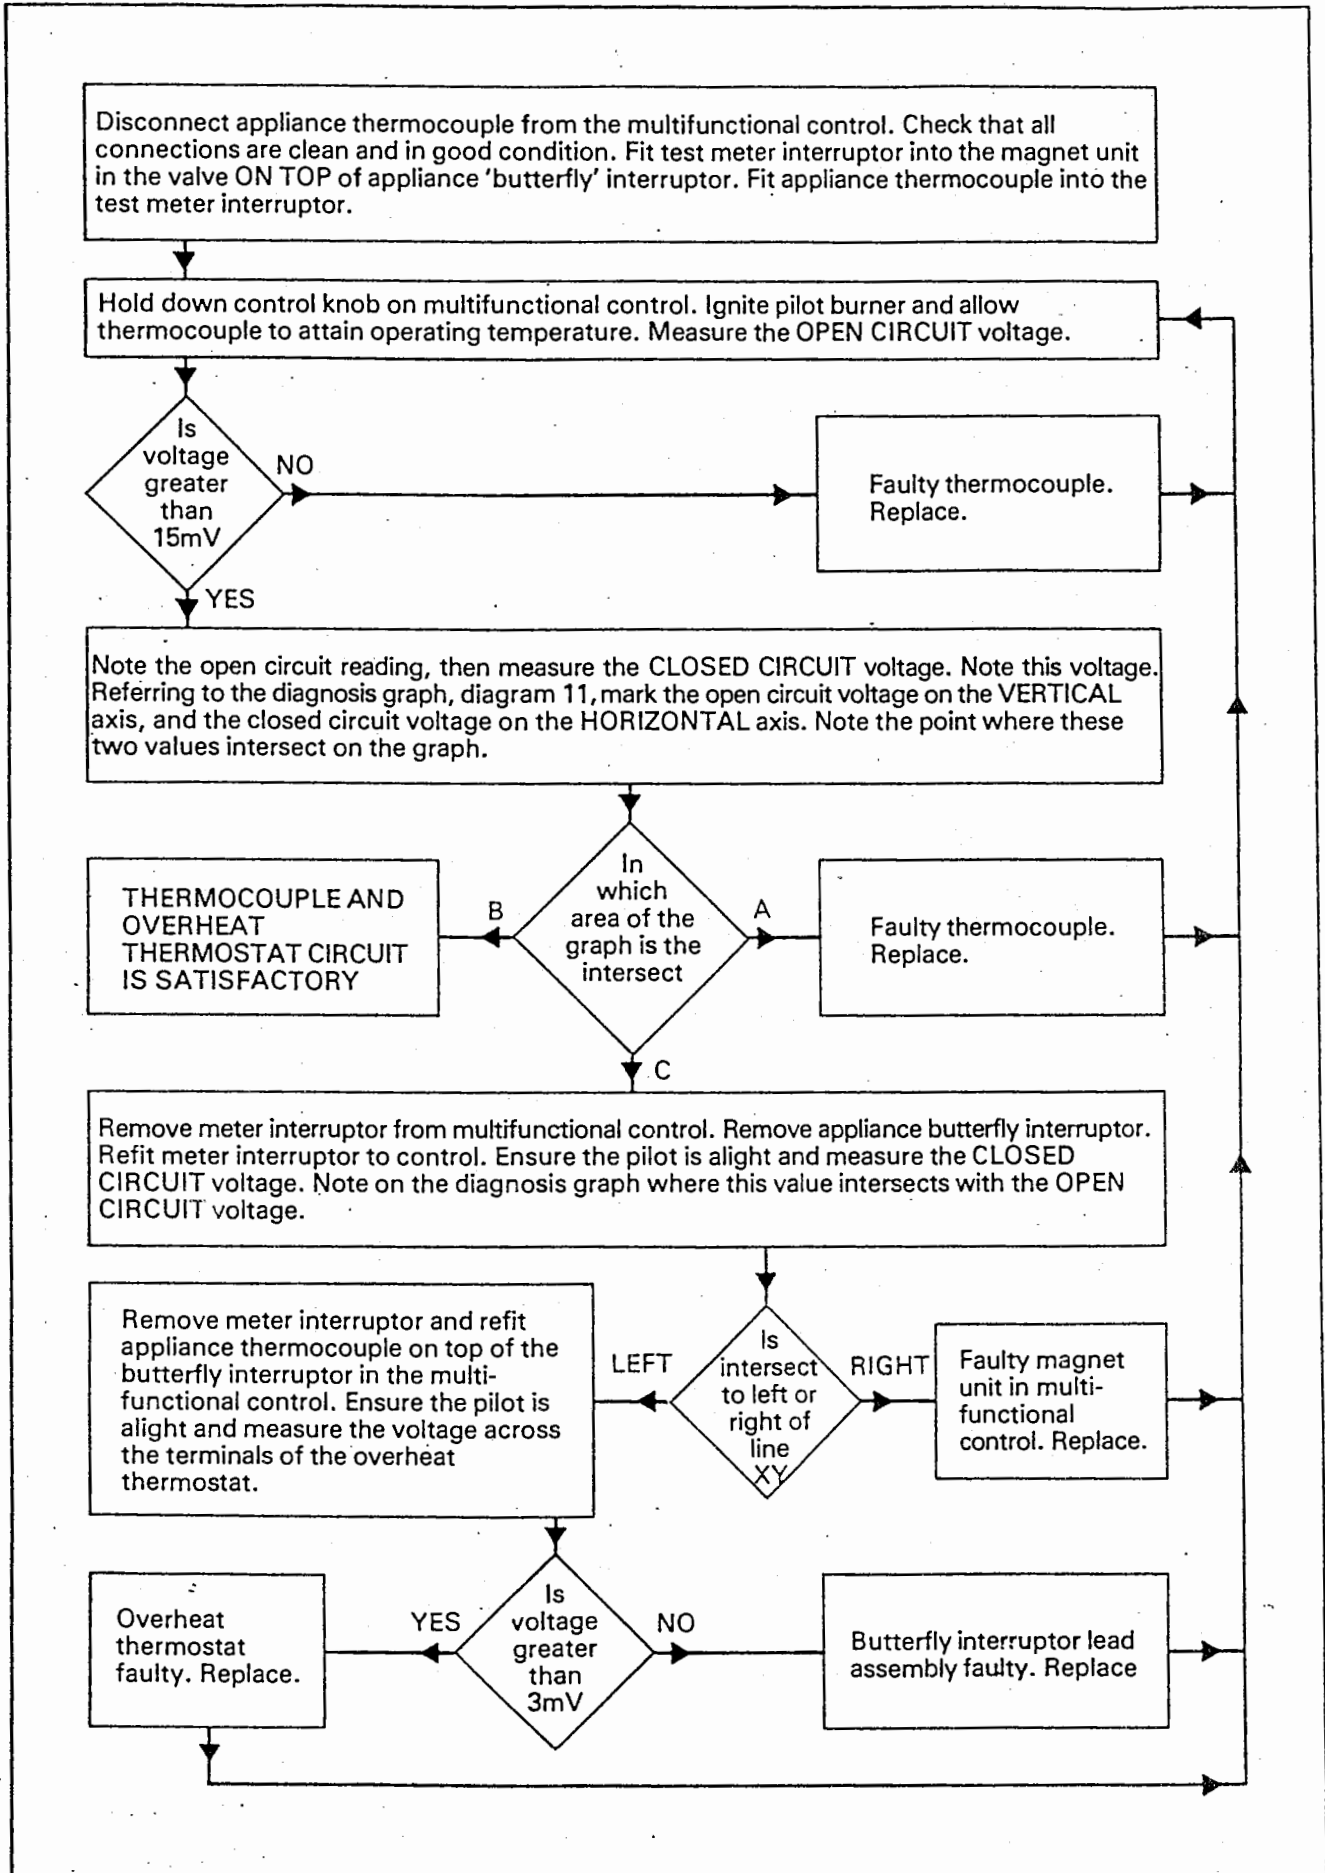 Disconnect appliance thermocouple from the multifunctional control. Check that all
connections are clean and in good condition. Fit test meter interruptor into the magnet unit
in the valve ON TOP of appliance 'butterfly' interruptor. Fit appliance thermocouple into the
test meter interruptor.
Hold down control knob on multifunctional control. Ignite pilot burner and allow
thermocouple to attain operating temperature. Measure the OPEN CIRCUIT voltage.
Is
voltage
greater
than
15mV
NO
Faulty thermocouple.
Replace.
YES
Note the open circuit reading, then measure the CLOSED CIRCUIT voltage. Note this voltage.
Referring to the diagnosis graph, diagram 11, mark the open circuit voltage on the VERTICAL
axis, and the closed circuit voltage on the HORIZONTAL axis. Note the point where these
two values intersect on the graph.
THERMOCOUPLE AND
OVERHEAT
THERMOSTAT CIRCUIT
IS SATISFACTORY
B
In
which
area of the
graph is the
intersect
A
Faulty thermocouple.
Replace.
C
Remove meter interruptor from multifunctional control. Remove appliance butterfly interruptor.
Refit meter interruptor to control. Ensure the pilot is alight and measure the CLOSED
CIRCUIT voltage. Note on the diagnosis graph where this value intersects with the OPEN
CIRCUIT voltage.
Remove meter interruptor and refit
appliance thermocouple on top of the
butterfly interruptor in the multi-
functional control. Ensure the pilot is
alight and measure the voltage across
the terminals of the overheat
thermostat.
LEFT
Is
intersect
to left or
right of
line
XY
RIGHT
Faulty magnet
unit in multi-
functional
control. Replace.
Overheat
thermostat
faulty. Replace.
YES
Is
voltage
greater
than
3mV
NO
Butterfly interruptor lead
assembly faulty. Replace